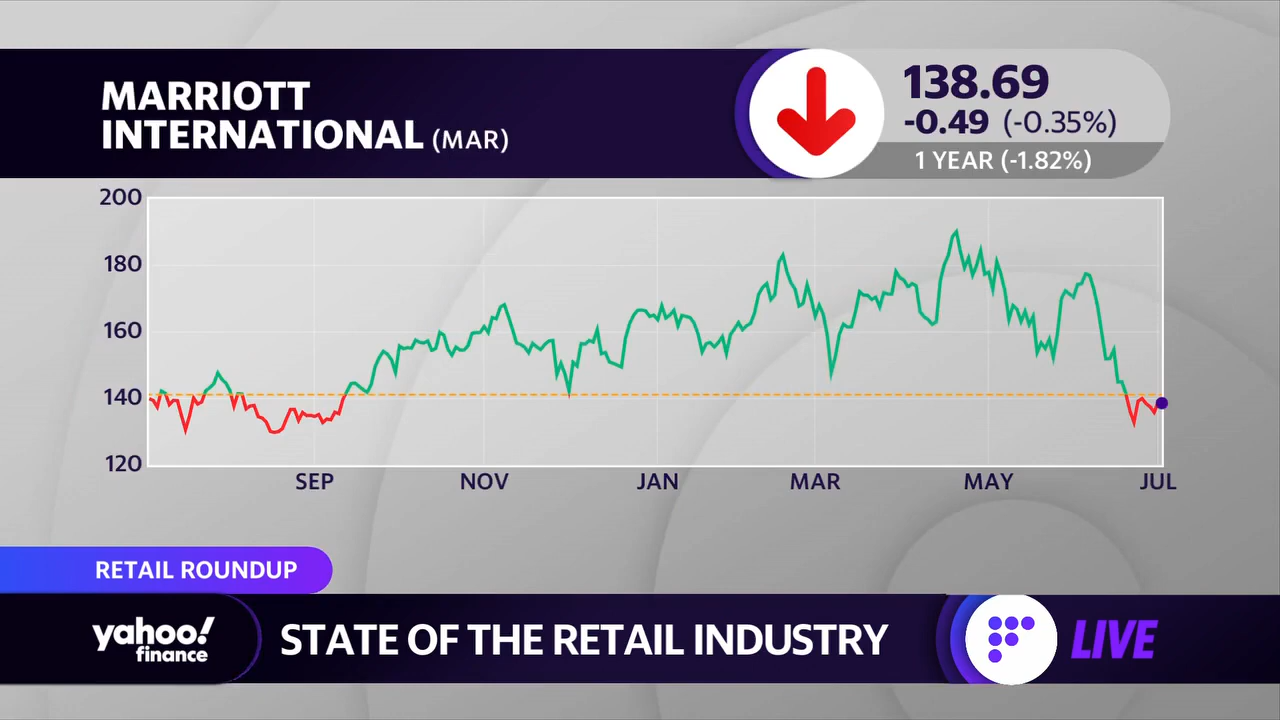 MARRIOTT
INTERNATIONAL (MAR)
138.69
-0.49 (-0.35%)
1 YEAR (-1.82%)
200
180
160
140
120
SEP NOV JAN MAR MAY JUL
RETAIL ROUNDUP
yahoo!
finance
STATE OF THE RETAIL INDUSTRY
LIVE